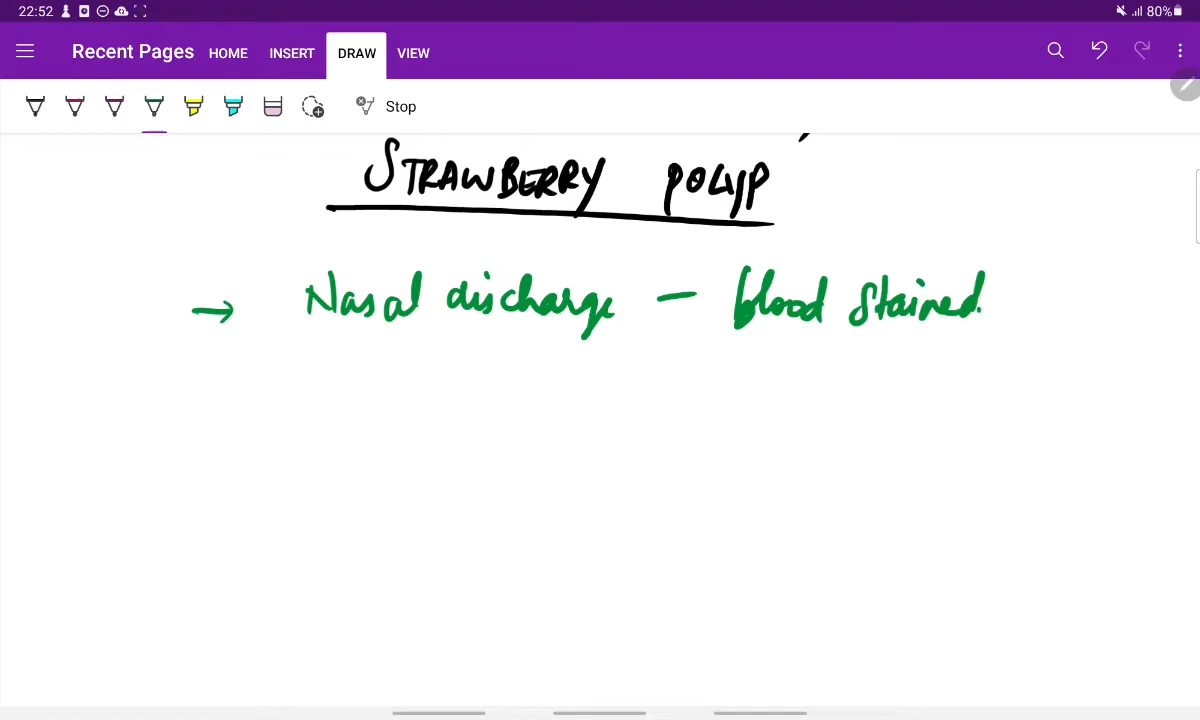 22:52 80%
Recent Pages HOME INSERT DRAW VIEW
Stop
STRAWBERRY POLYP
→ Nasal discharge – blood stained.